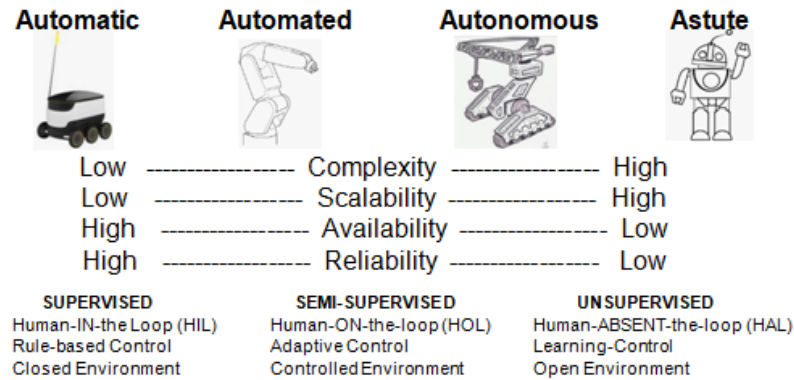 Automatic Automated Autonomous Astute
Low ------------------ Complexity ------------------ High
Low ------------------ Scalability ------------------ High
High ------------------ Availability ------------------ Low
High ------------------ Reliability ------------------ Low
SUPERVISED SEMI-SUPERVISED UNSUPERVISED
Human-IN-the Loop (HIL) Human-ON-the-loop (HOL) Human-ABSENT-the-loop (HAL)
Rule-based Control Adaptive Control Learning-Control
Closed Environment Controlled Environment Open Environment